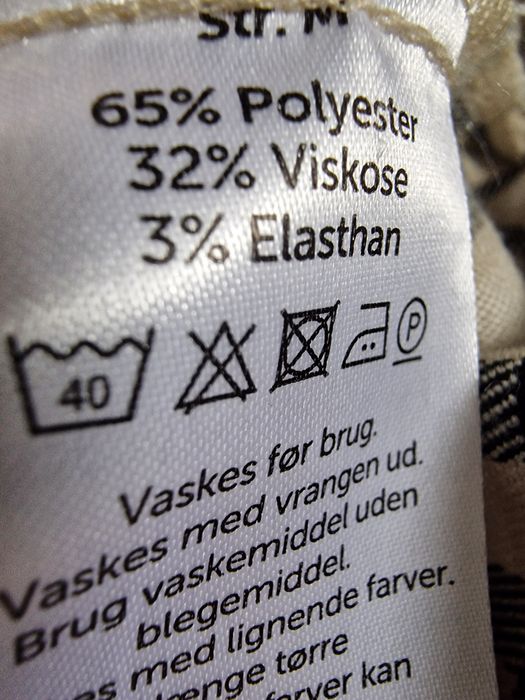 Str. M
65% Polyester
32% Viskose
3% Elasthan
40 P
Vaskes før brug.
Vaskes med vrangen ud.
Brug vaskemiddel uden
blegemiddel.
med lignende farver.
tørre
farver kan